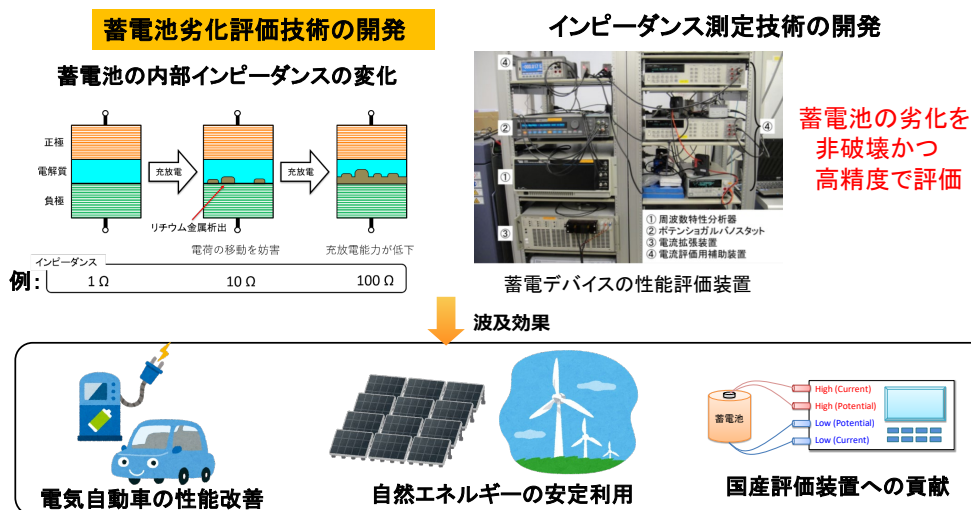 蓄電池劣化評価技術の開発
インピーダンス測定技術の開発
蓄電池の内部インピーダンスの変化
正極
電解質
負極
充放電
充放電
リチウム金属析出
電荷の移動を妨害
充放電能力が低下
インピーダンス
例:
1 Ω
10 Ω
100 Ω
④
②
①
③
④
①周波数特性分析器
②ポテンショガルバノスタット
③電流拡張装置
④電流評価用補助装置
蓄電デバイスの性能評価装置
蓄電池の劣化を
非破壊かつ
高精度で評価
波及効果
電気自動車の性能改善
自然エネルギーの安定利用
蓄電池
High (Current)
High (Potential)
Low (Potential)
Low (Current)
国産評価装置への貢献